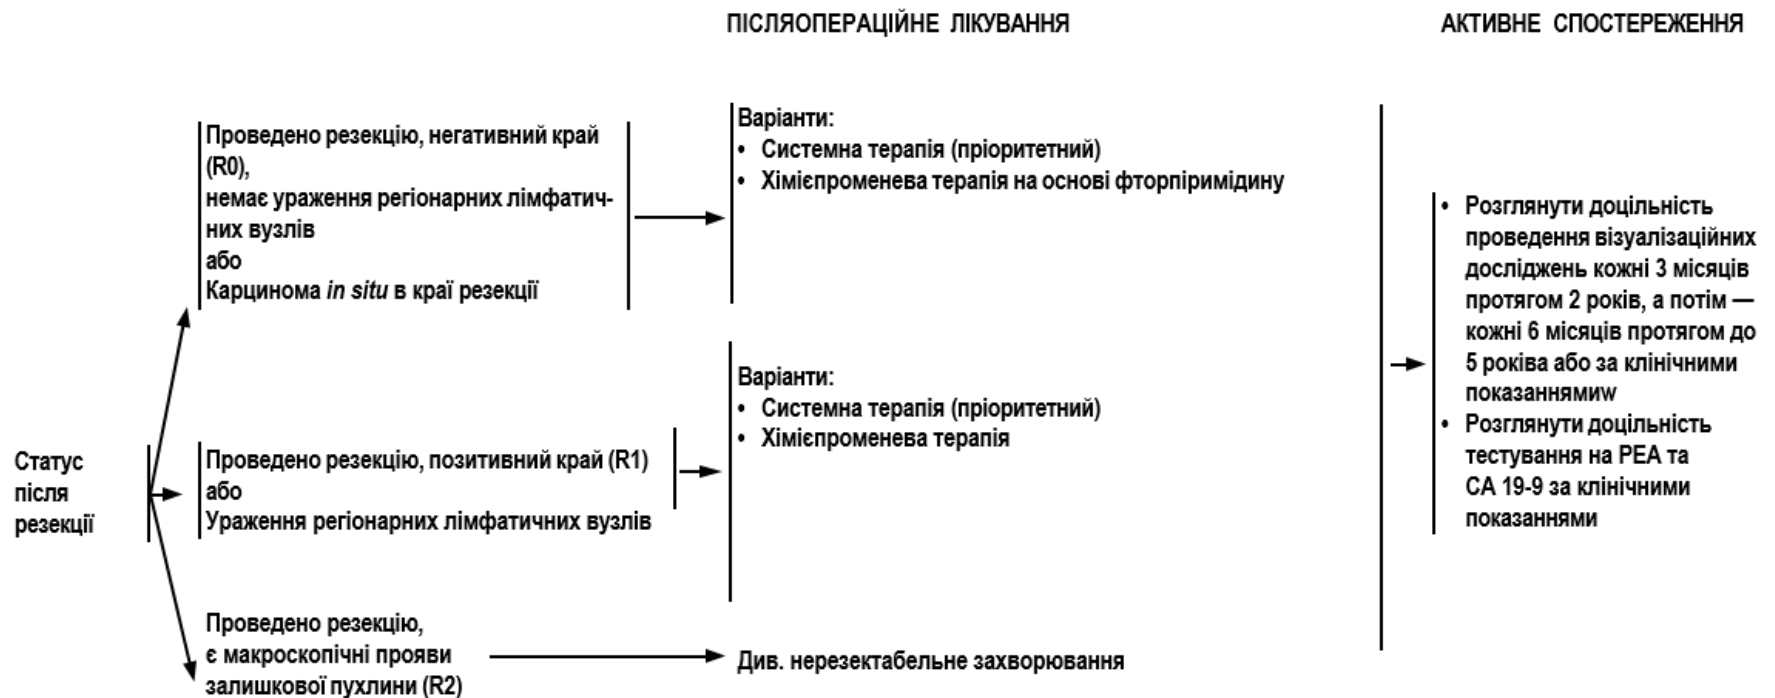 ПІСЛЯОПЕРАЦІЙНЕ ЛІКУВАННЯ
АКТИВНЕ СПОСТЕРЕЖЕННЯ
Статус
після
резекції
Проведено резекцію, негативний край
(R0),
немає ураження регіонарних лімфатич-
них вузлів
або
Карцинома in situ в краї резекції
Варіанти:
• Системна терапія (пріоритетний)
• Хімієпроменева терапія на основі фторпіримідину
Проведено резекцію, позитивний край (R1)
або
Ураження регіонарних лімфатичних вузлів
Варіанти:
• Системна терапія (пріоритетний)
• Хімієпроменева терапія
Проведено резекцію,
є макроскопічні прояви
залишкової пухлини (R2)
Див. нерезектабельне захворювання
• Розглянути доцільність
проведення візуалізаційних
досліджень кожні 3 місяців
протягом 2 років, а потім —
кожні 6 місяців протягом до
5 роківа або за клінічними
показаннямиw
• Розглянути доцільність
тестування на РЕА та
СА 19-9 за клінічними
показаннями